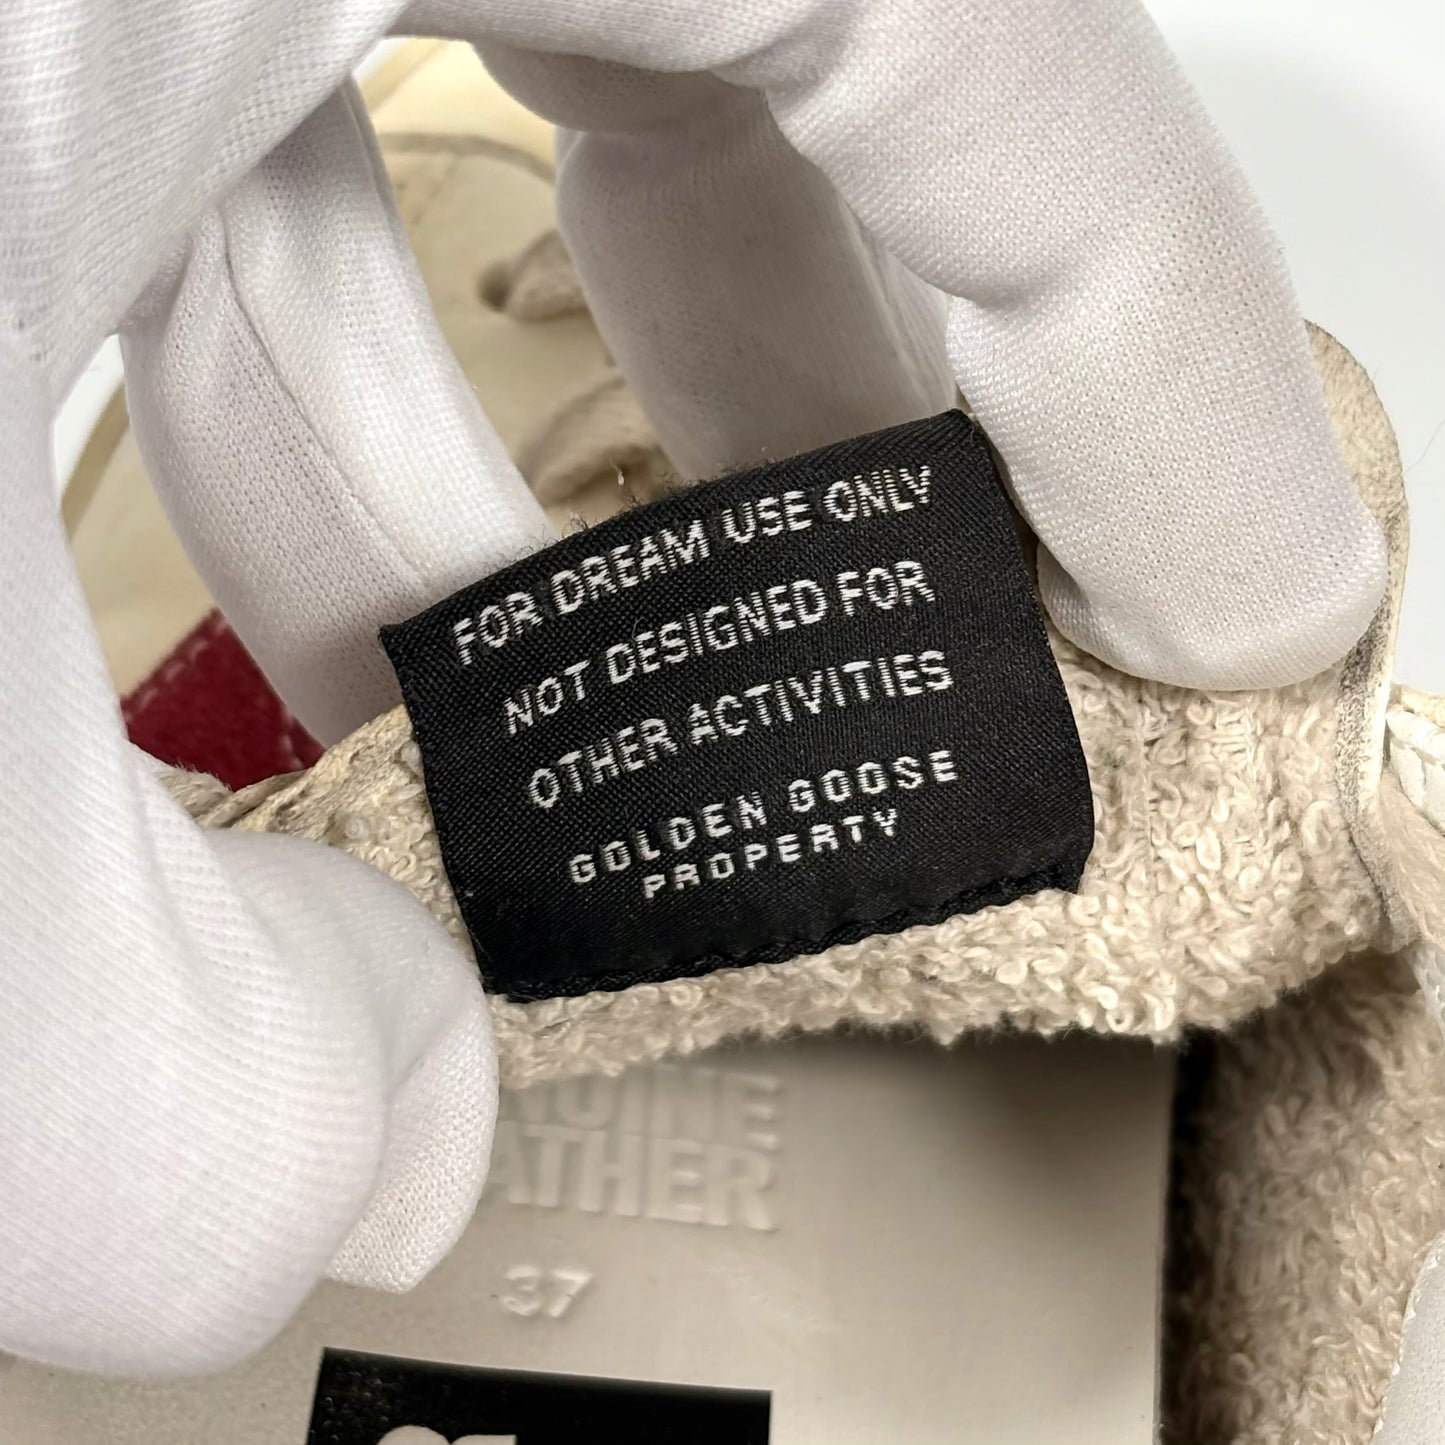 FOR DREAM USE ONLY
NOT DESIGNED FOR
OTHER ACTIVITIES
GOLDEN GOOSE
PROPERTY
37